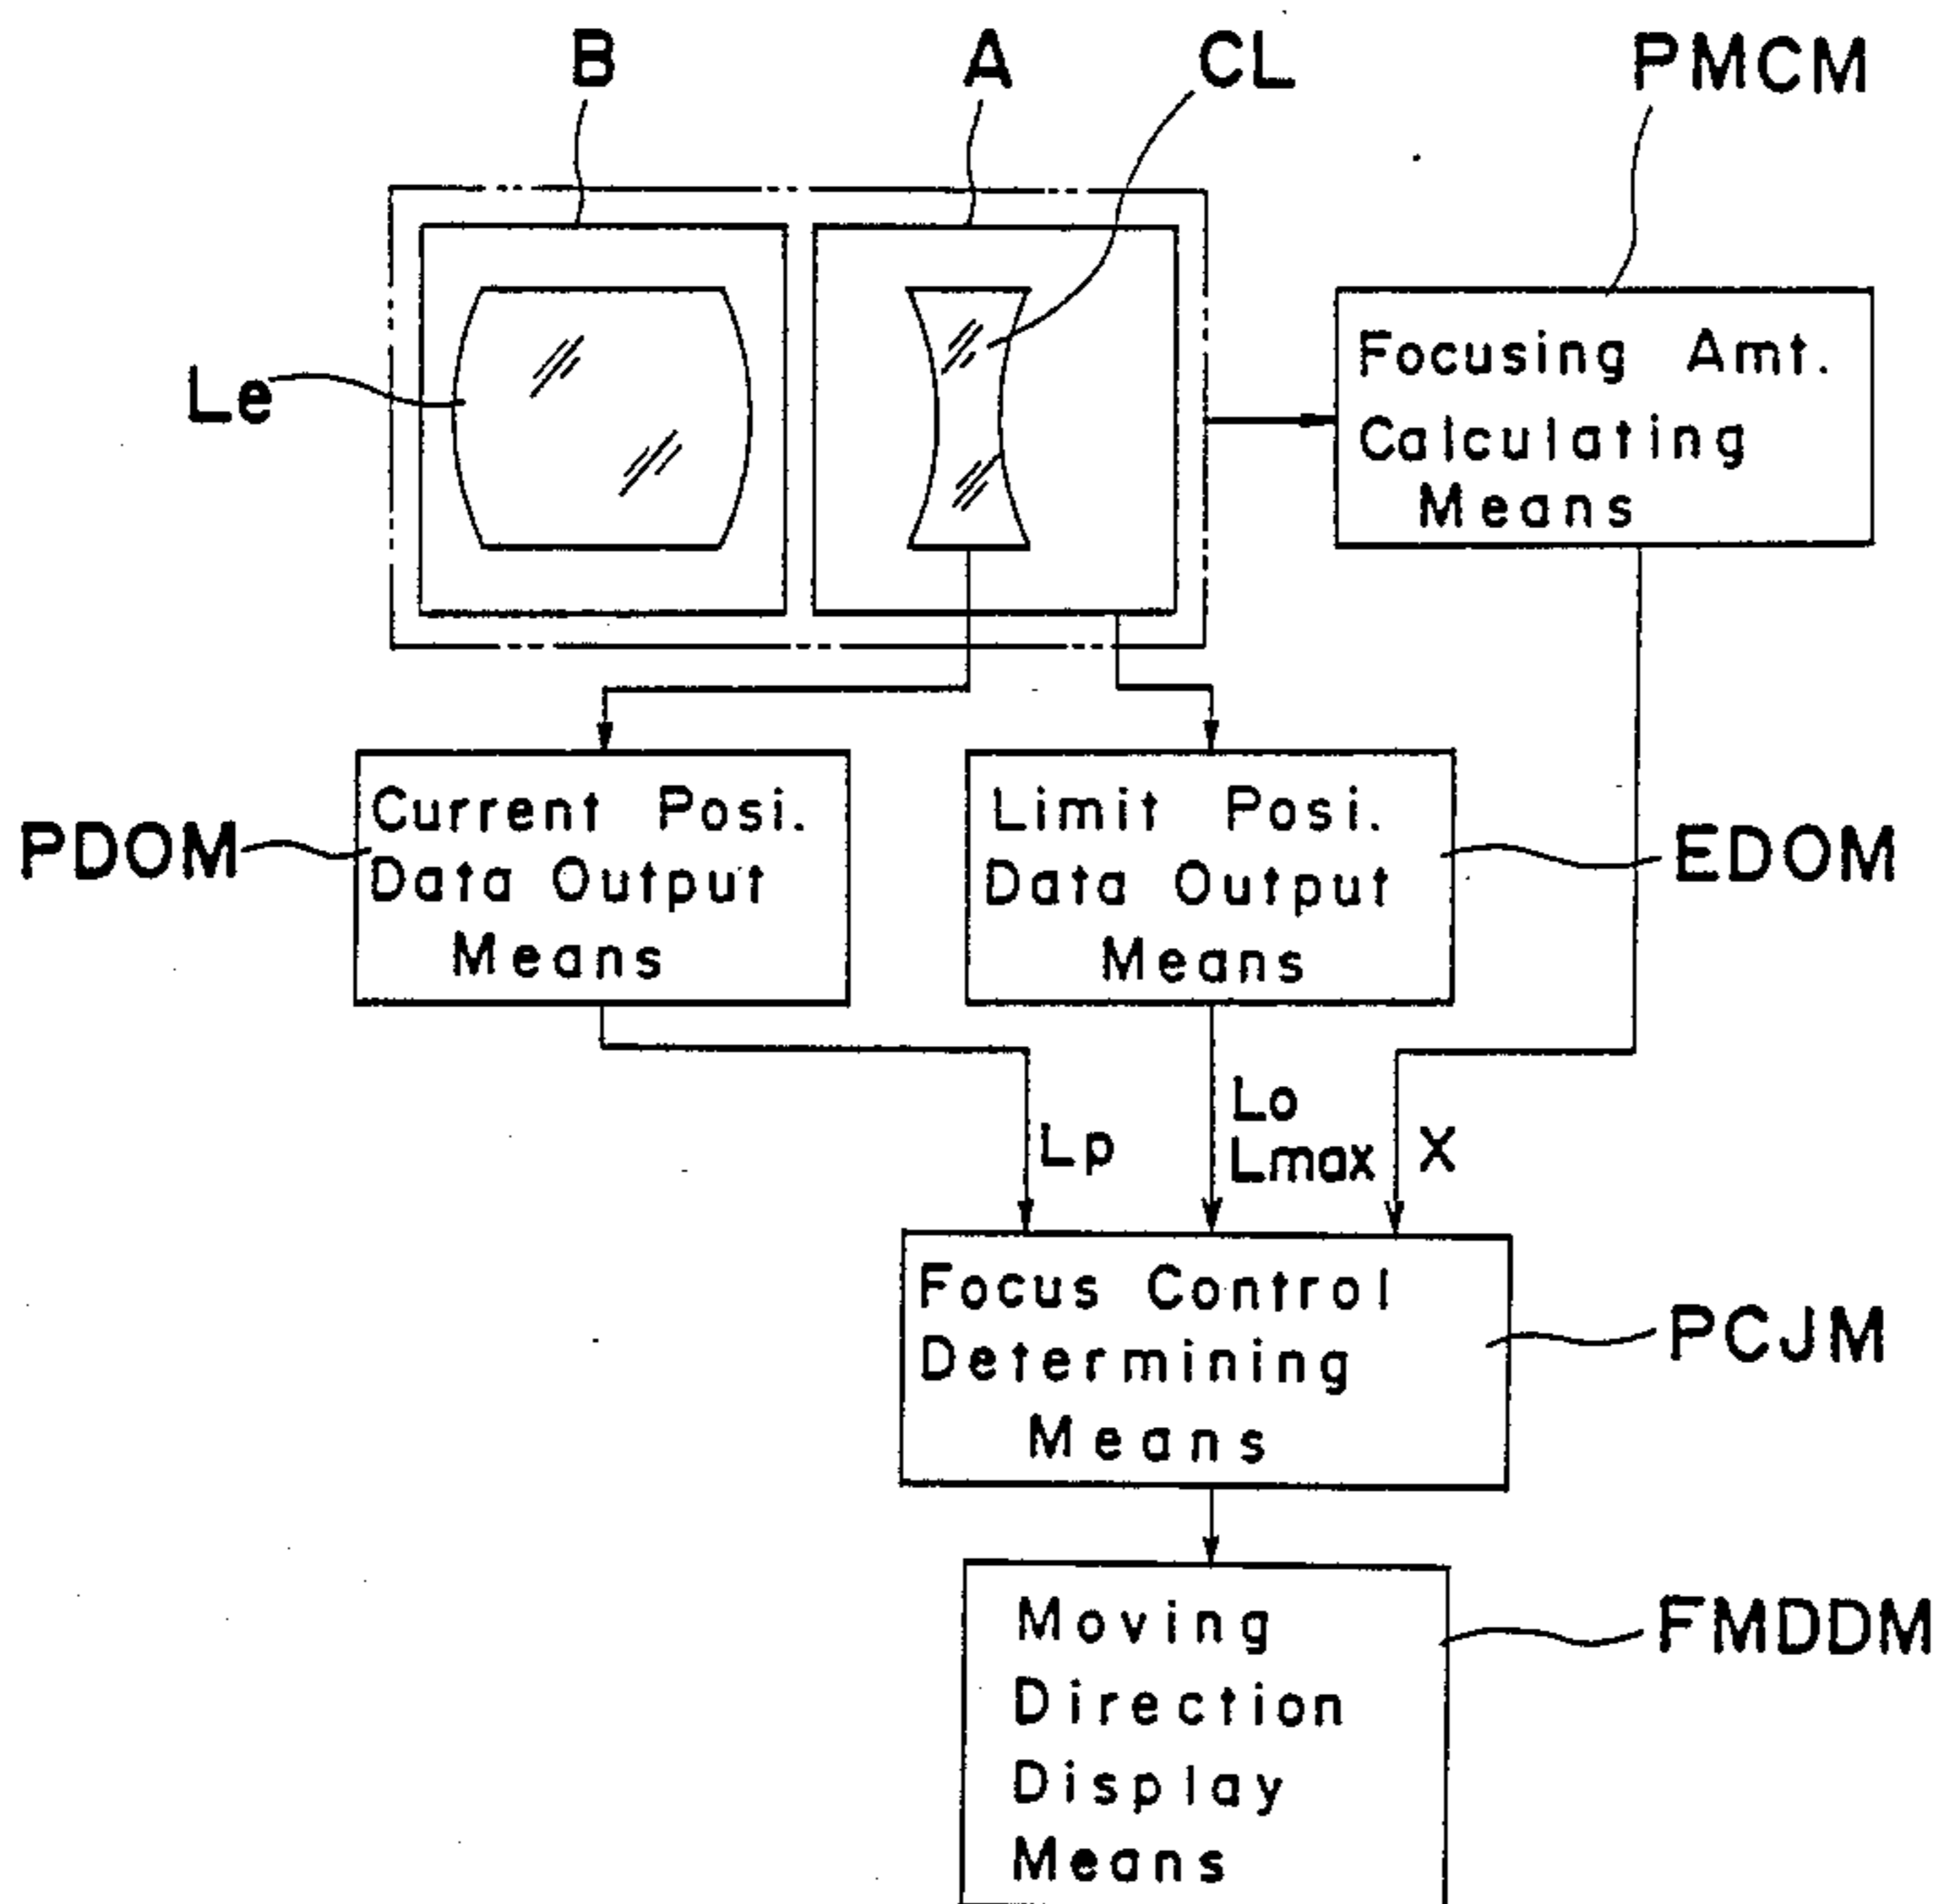 B
A
CL
PMCM
Le
Focusing Amt.
Calculating
Means
PDOM
Current Posi.
Data Output
Means
Limit Posi.
Data Output
Means
EDOM
Lp
Lo
Lmax
X
Focus Control
Determining
Means
PCJM
Moving
Direction
Display
Means
FMDDM